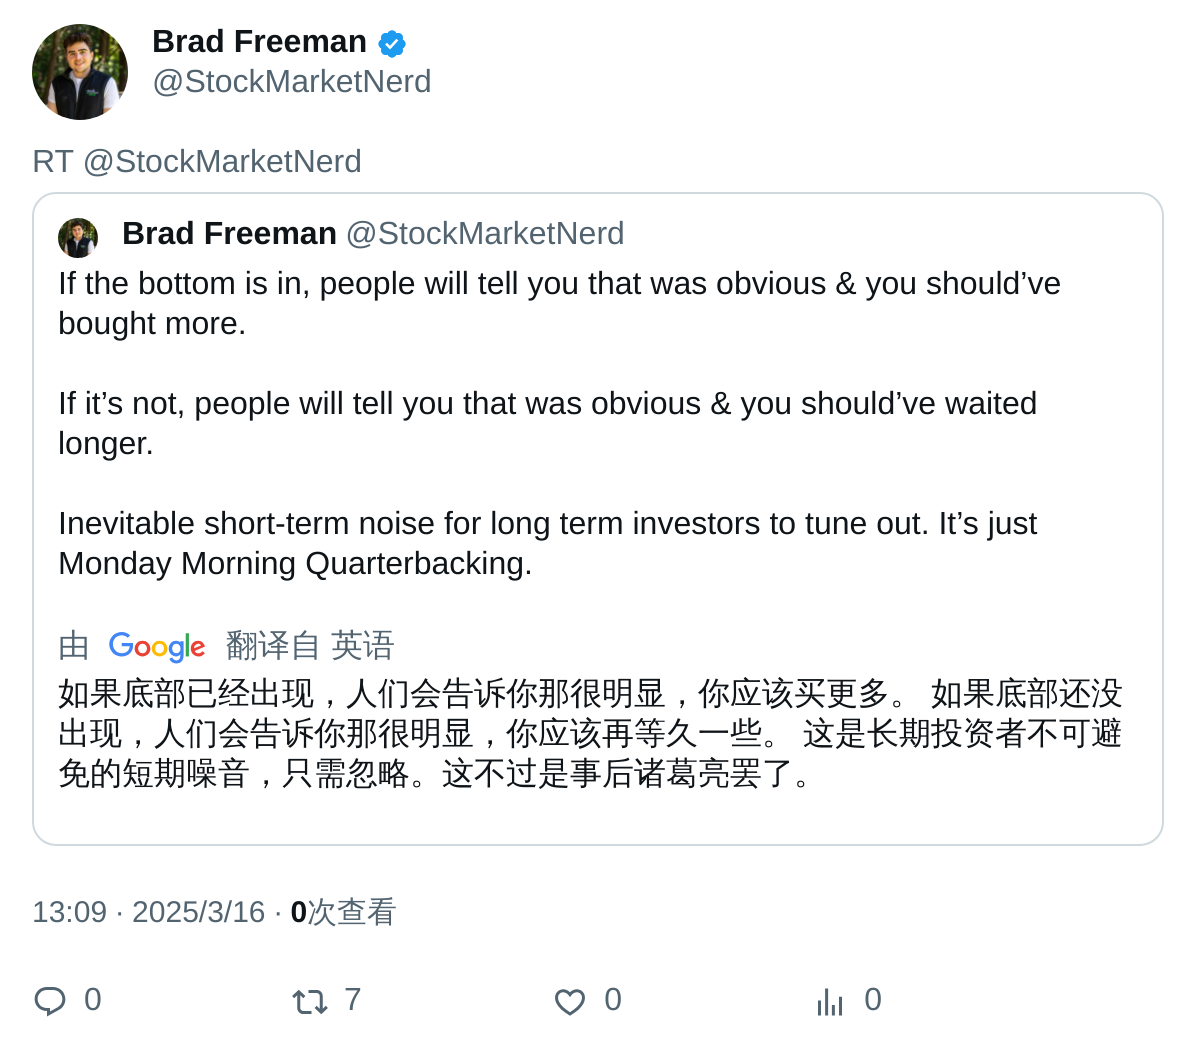 Brad Freeman
@StockMarketNerd
RT @StockMarketNerd
Brad Freeman @StockMarketNerd
If the bottom is in, people will tell you that was obvious & you should’ve
bought more.
If it’s not, people will tell you that was obvious & you should’ve waited
longer.
Inevitable short-term noise for long term investors to tune out. It’s just
Monday Morning Quarterbacking.
由 Google 翻译自 英语
如果底部已经出现，人们会告诉你那很明显，你应该买更多。 如果底部还没
出现，人们会告诉你那很明显，你应该再等久一些。 这是长期投资者不可避
免的短期噪音，只需忽略。这不过是事后诸葛亮罢了。
13:09 · 2025/3/16 · 0次查看
0 7 0 0